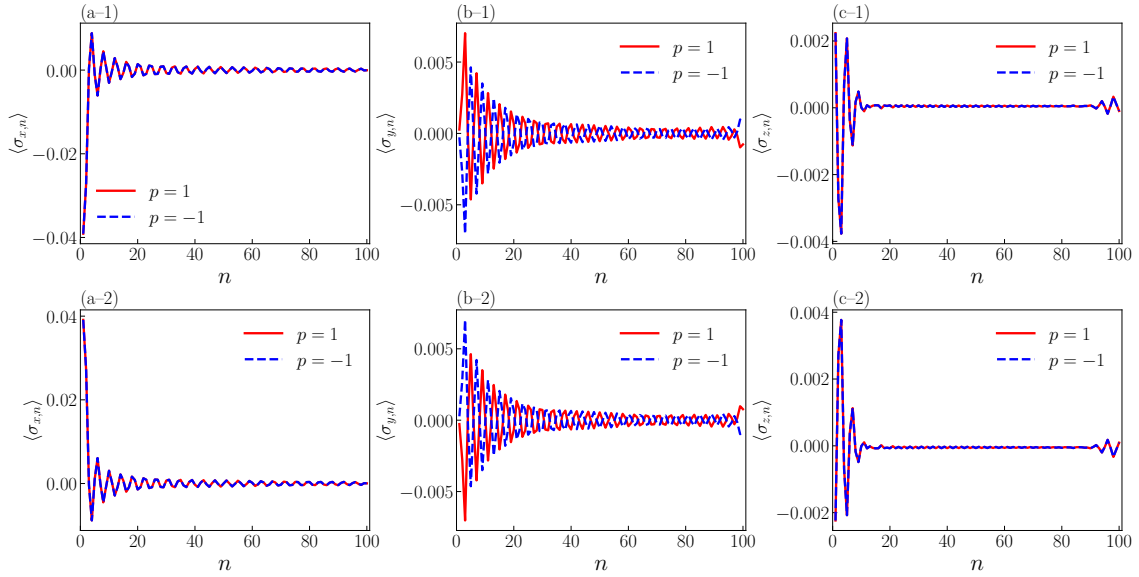 (a–1)
0.00
−0.02
−0.04
⟨σx,n⟩
p = 1
p = −1
0 20 40 60 80 100
n
(b–1)
0.005
0.000
−0.005
⟨σy,n⟩
p = 1
p = −1
0 20 40 60 80 100
n
(c–1)
0.002
0.000
−0.002
−0.004
⟨σz,n⟩
p = 1
p = −1
0 20 40 60 80 100
n
(a–2)
0.04
0.02
0.00
⟨σx,n⟩
p = 1
p = −1
0 20 40 60 80 100
n
(b–2)
0.005
0.000
−0.005
⟨σy,n⟩
p = 1
p = −1
0 20 40 60 80 100
n
(c–2)
0.004
0.002
0.000
−0.002
⟨σz,n⟩
p = 1
p = −1
0 20 40 60 80 100
n